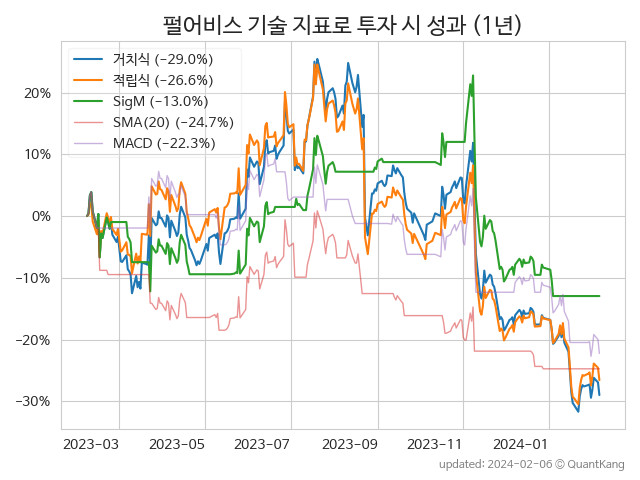 펄어비스 기술 지표로 투자 시 성과 (1년)
거치식 (−29.0%)
적립식 (−26.6%)
SigM (−13.0%)
SMA(20) (−24.7%)
MACD (−22.3%)
20%
10%
0%
−10%
−20%
−30%
2023-03 2023-05 2023-07 2023-09 2023-11 2024-01
updated: 2024-02-06 © QuantKang